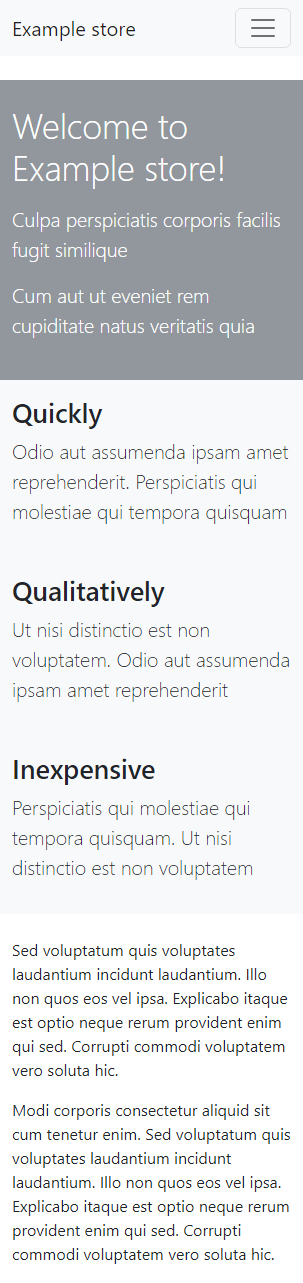 Example store
Welcome to
Example store!
Culpa perspiciatis corporis facilis
fugit similique
Cum aut ut eveniet rem
cupiditate natus veritatis quia
Quickly
Odio aut assumenda ipsam amet
reprehenderit. Perspiciatis qui
molestiae qui tempora quisquam
Qualitatively
Ut nisi distinctio est non
voluptatem. Odio aut assumenda
ipsam amet reprehenderit
Inexpensive
Perspiciatis qui molestiae qui
tempora quisquam. Ut nisi
distinctio est non voluptatem
Sed voluptatum quis voluptates
laudantium incidunt laudantium. Illo
non quos eos vel ipsa. Explicabo itaque
est optio neque rerum provident enim
qui sed. Corrupti commodi voluptatem
vero soluta hic.
Modi corporis consectetur aliquid sit
cum tenetur enim. Sed voluptatum quis
voluptates laudantium incidunt
laudantium. Illo non quos eos vel ipsa.
Explicabo itaque est optio neque rerum
provident enim qui sed. Corrupti
commodi voluptatem vero soluta hic.